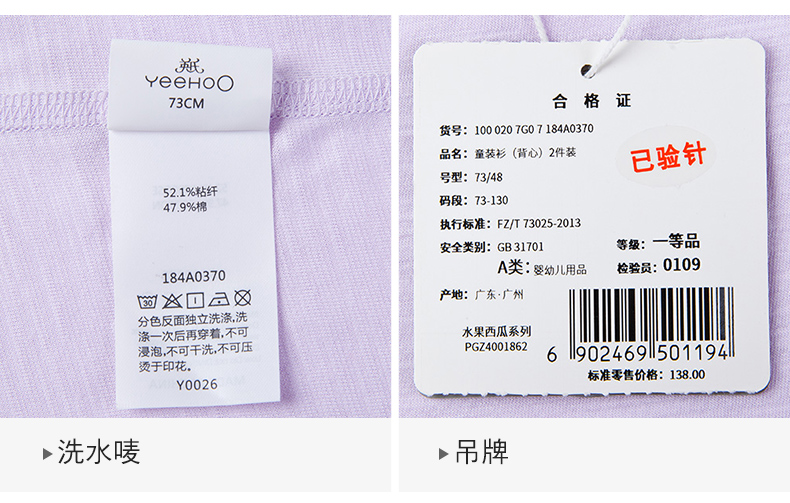 英氏
YeeHoO
73CM
52.1%粘纤
47.9%棉
184A0370
30
分色反面独立洗涤,洗
涤一次后再穿着,不可
浸泡,不可干洗,不可压
烫于印花。
Y0026
洗水唛
合格证
货号：100 020 7G0 7 184A0370
品名：童装衫（背心）2件装
已验针
号型：73/48
码段：73-130
执行标准：FZ/T 73025-2013
安全类别：GB 31701
等级：一等品
A类：婴幼儿用品
检验员：0109
产地：广东·广州
水果西瓜系列
PGZ4001862
6 902469 501194
标准零售价格：138.00
吊牌